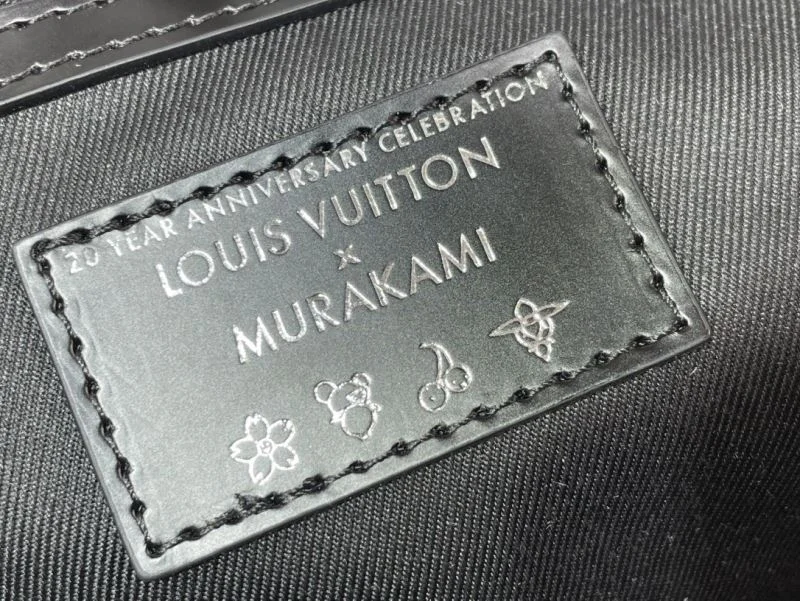 20 YEAR ANNIVERSARY CELEBRATION
LOUIS VUITTON
×
MURAKAMI